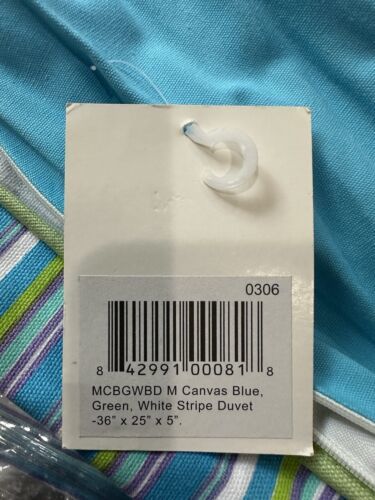 0306
8 42991 00081 8
MCBGWBD M Canvas Blue,
Green, White Stripe Duvet
-36" x 25" x 5".